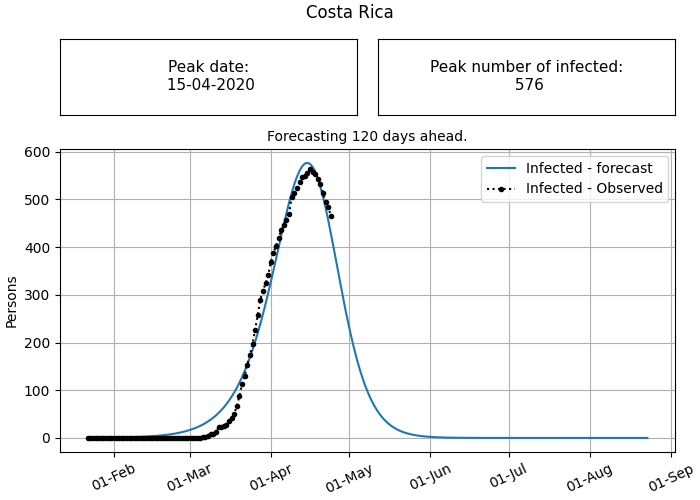 Costa Rica
Peak date:
15-04-2020
Peak number of infected:
576
Forecasting 120 days ahead.
Infected - forecast
Infected - Observed
Persons
600
500
400
300
200
100
0
01-Feb
01-Mar
01-Apr
01-May
01-Jun
01-Jul
01-Aug
01-Sep